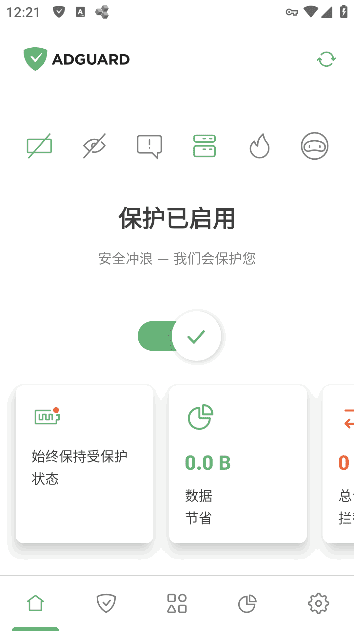 12:21
ADGUARD
保护已启用
安全冲浪 — 我们会保护您
始终保持受保护
状态
0.0 B
数据
节省
0
总